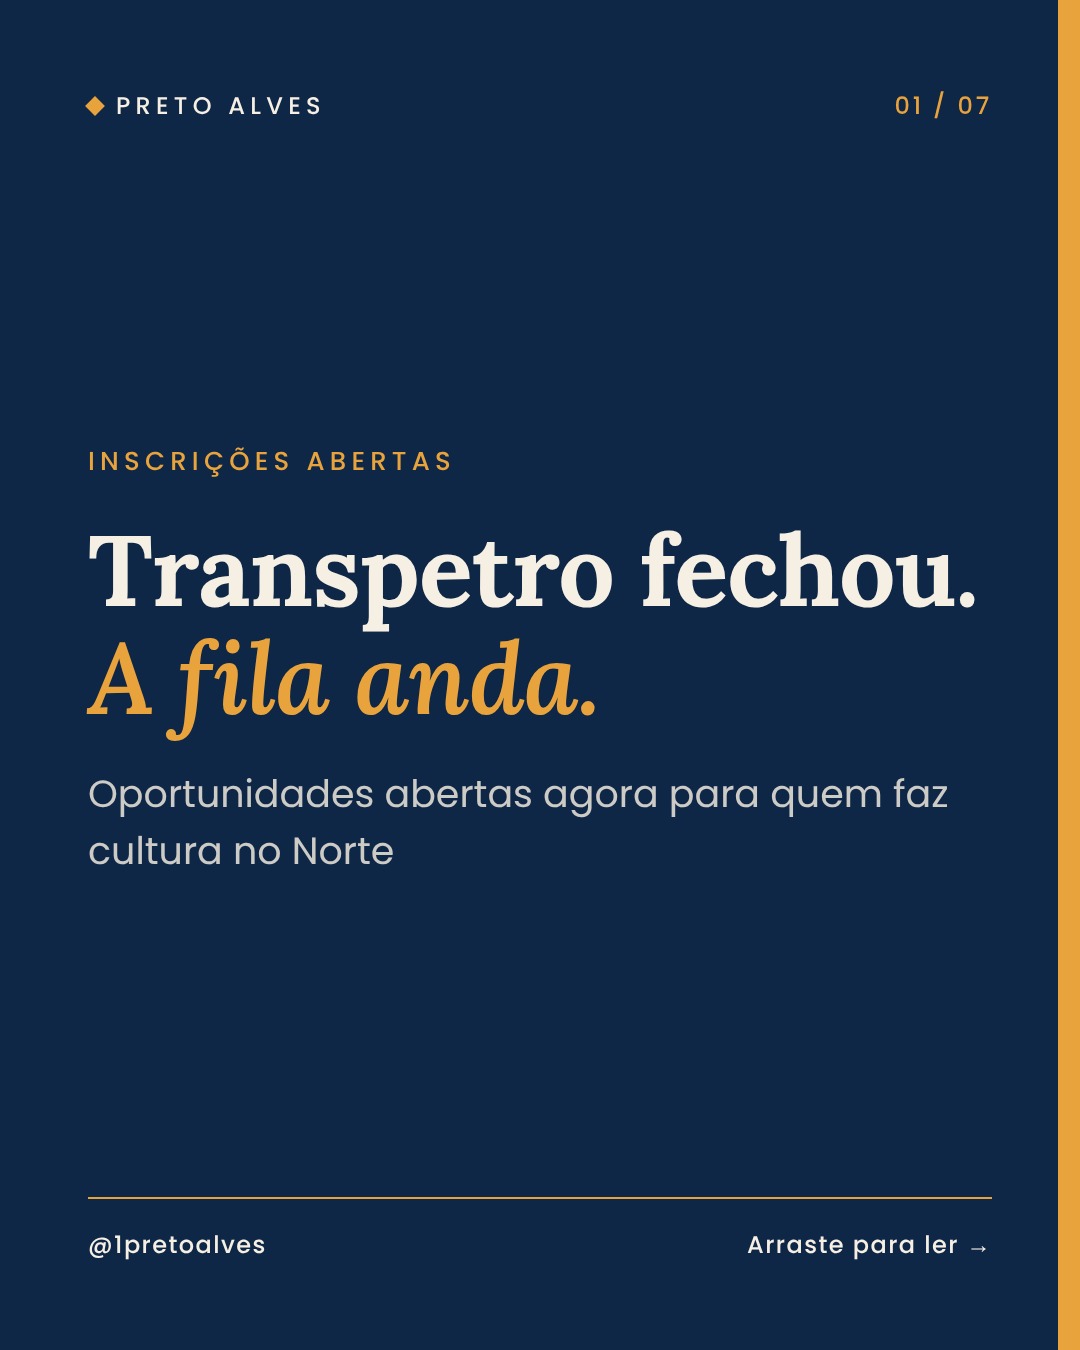 PRETO ALVES
01 / 07
INSCRIÇÕES ABERTAS
Transpetro fechou.
A fila anda.
Oportunidades abertas agora para quem faz
cultura no Norte
@1pretoalves
Arraste para ler →